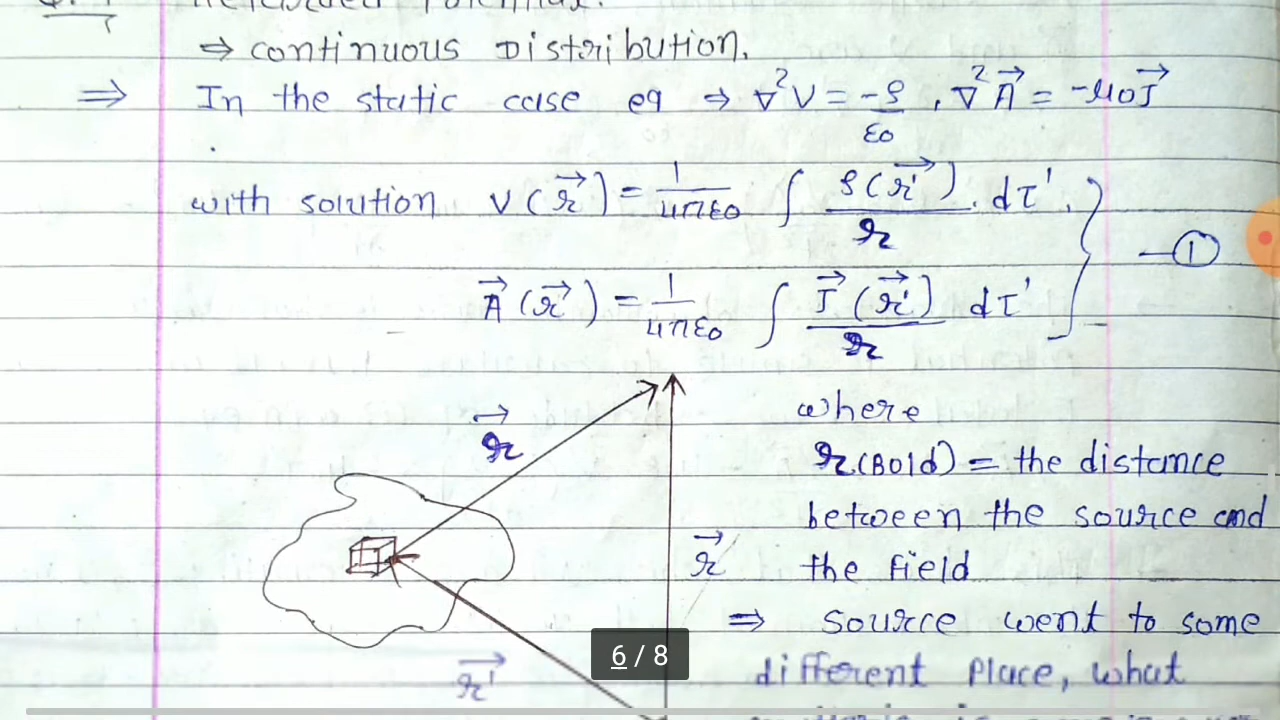 ⇒ continuous Distribution.
⇒ In the static case eq ⇒ ∇²V = -ρ/ε0 , ∇²A⃗ = -μ0J⃗
with solution V(r⃗) = 1/4πε0 ∫ ρ(r⃗')/r . dτ'.
A⃗(r⃗) = 1/4πε0 ∫ J⃗(r⃗')/r dτ' } —①
where
r⃗
r(Bold) = the distance
between the source and
r⃗ the field
⇒ source went to some
6 / 8
r⃗' different place, what